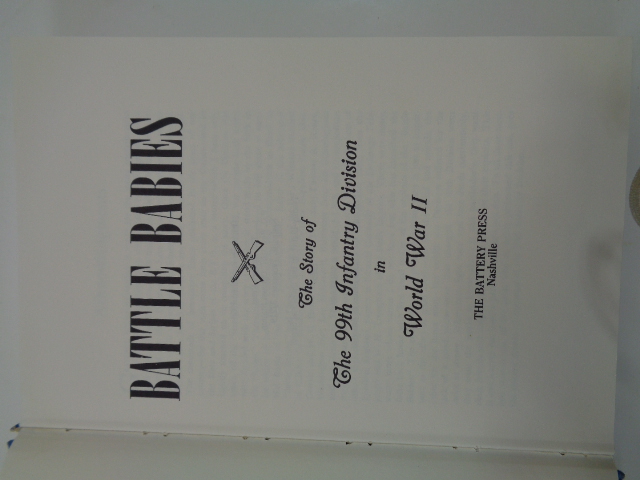 BATTLE BABIES
The Story of
The 99th Infantry Division
in
World War II
THE BATTERY PRESS
Nashville